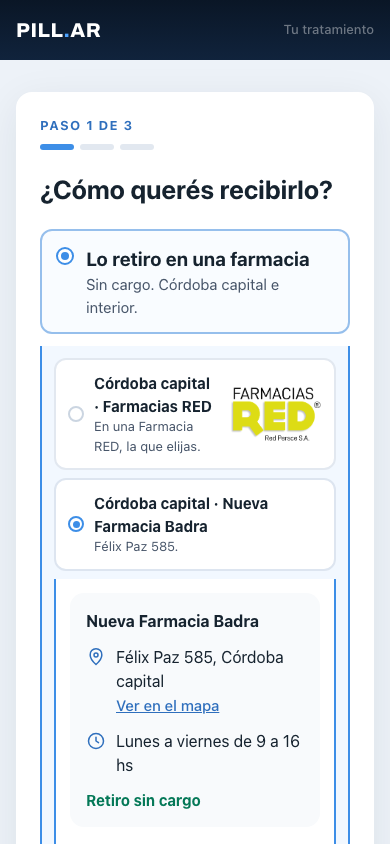 PILL.AR
Tu tratamiento
PASO 1 DE 3
¿Cómo querés recibirlo?
Lo retiro en una farmacia
Sin cargo. Córdoba capital e
interior.
Córdoba capital
· Farmacias RED
En una Farmacia
RED, la que elijas.
FARMACIAS
RED®
Red Perxce S.A.
Córdoba capital · Nueva
Farmacia Badra
Félix Paz 585.
Nueva Farmacia Badra
Félix Paz 585, Córdoba
capital
Ver en el mapa
Lunes a viernes de 9 a 16
hs
Retiro sin cargo